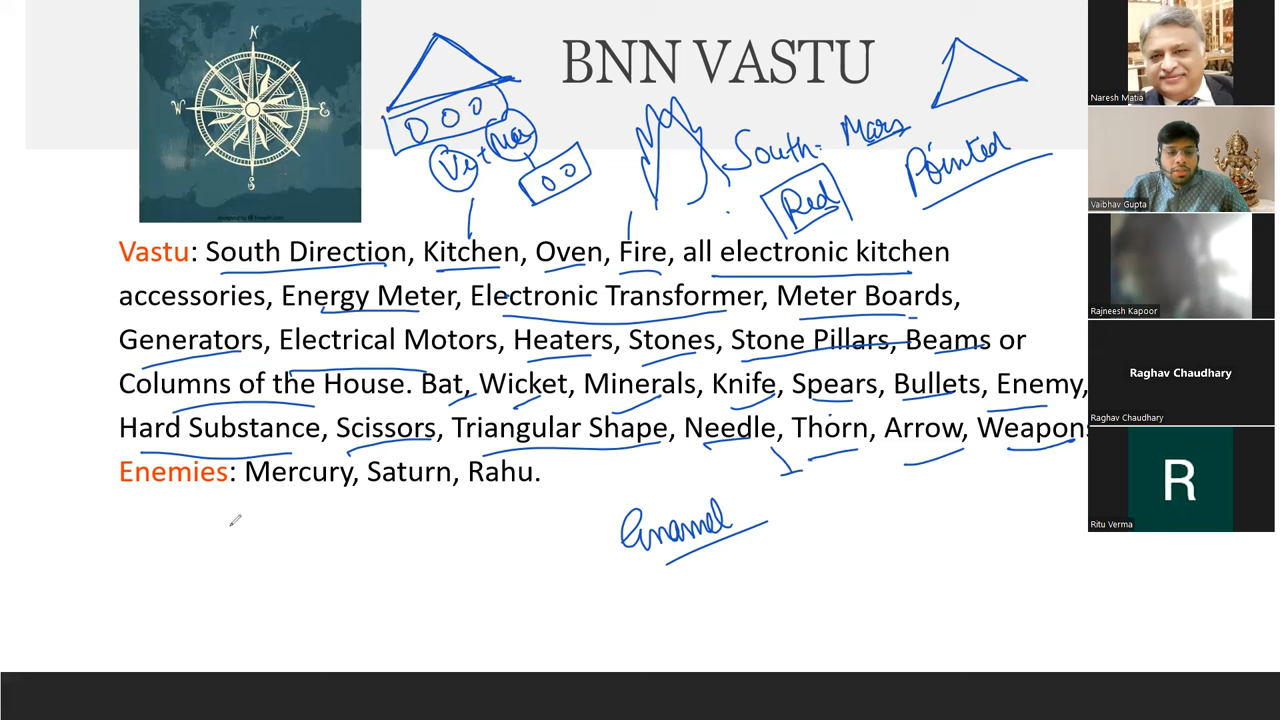 N
W
E
S
BNN VASTU
Ve + Mar
South - Mars
Red
Pointed
Vastu: South Direction, Kitchen, Oven, Fire, all electronic kitchen
accessories, Energy Meter, Electronic Transformer, Meter Boards,
Generators, Electrical Motors, Heaters, Stones, Stone Pillars, Beams or
Columns of the House. Bat, Wicket, Minerals, Knife, Spears, Bullets, Enemy,
Hard Substance, Scissors, Triangular Shape, Needle, Thorn, Arrow, Weapons
Enemies: Mercury, Saturn, Rahu.
Enamel
Naresh Matia
Vaibhav Gupta
Rajneesh Kapoor
Raghav Chaudhary
Raghav Chaudhary
R
Ritu Verma